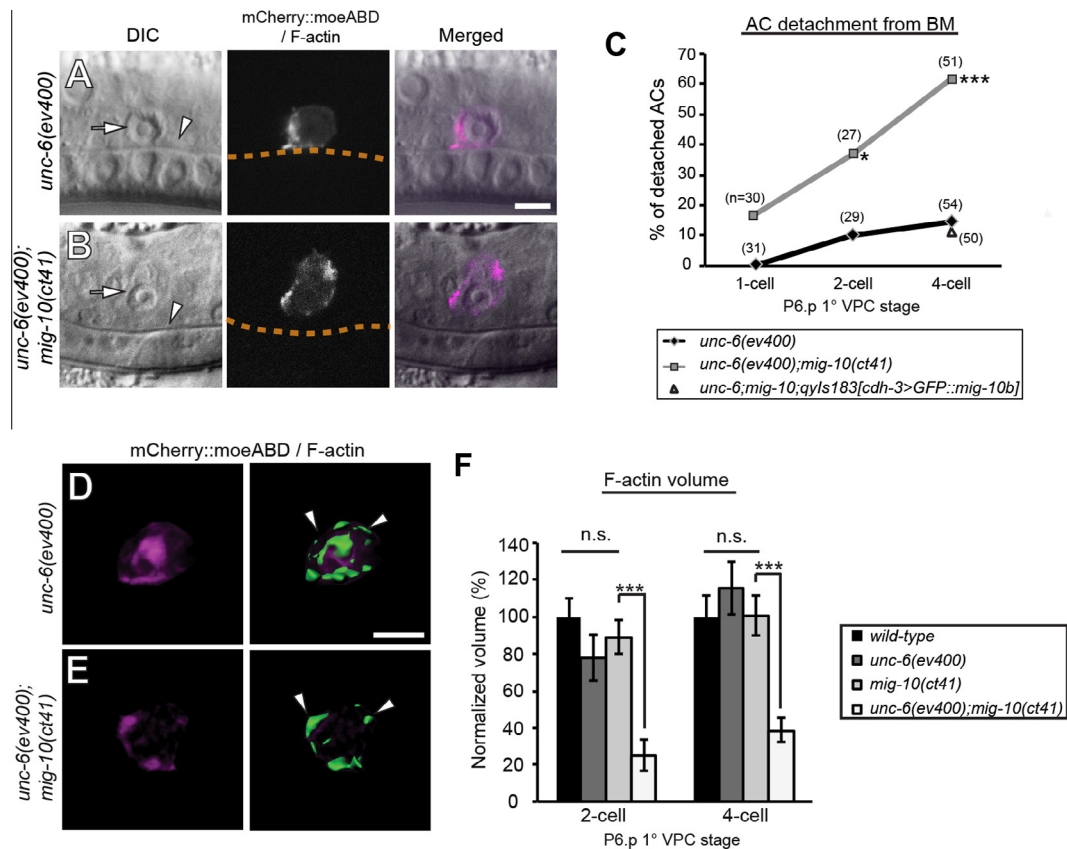 mCherry::moeABD
/ F-actin
DIC
Merged
A
unc-6(ev400)
B
unc-6(ev400);
mig-10(ct41)
C
AC detachment from BM
% of detached ACs
70
60
50
40
30
20
10
0
(n=30)
(27)
*
(51)
***
(31)
(29)
(54)
(50)
1-cell
2-cell
4-cell
P6.p 1° VPC stage
unc-6(ev400)
unc-6(ev400);mig-10(ct41)
unc-6;mig-10;qyIs183[cdh-3>GFP::mig-10b]
mCherry::moeABD / F-actin
D
unc-6(ev400)
E
unc-6(ev400);
mig-10(ct41)
F
F-actin volume
Normalized volume (%)
140
120
100
80
60
40
20
0
n.s.
***
n.s.
***
2-cell
4-cell
P6.p 1° VPC stage
wild-type
unc-6(ev400)
mig-10(ct41)
unc-6(ev400);mig-10(ct41)